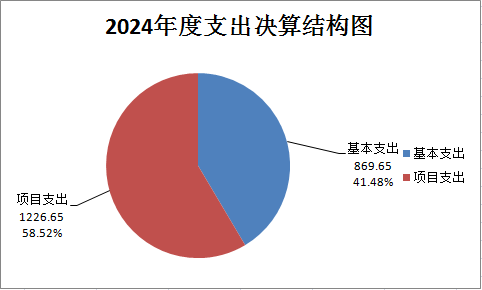 2024年度支出决算结构图
基本支出
869.65
41.48%
基本支出
项目支出
项目支出
1226.65
58.52%